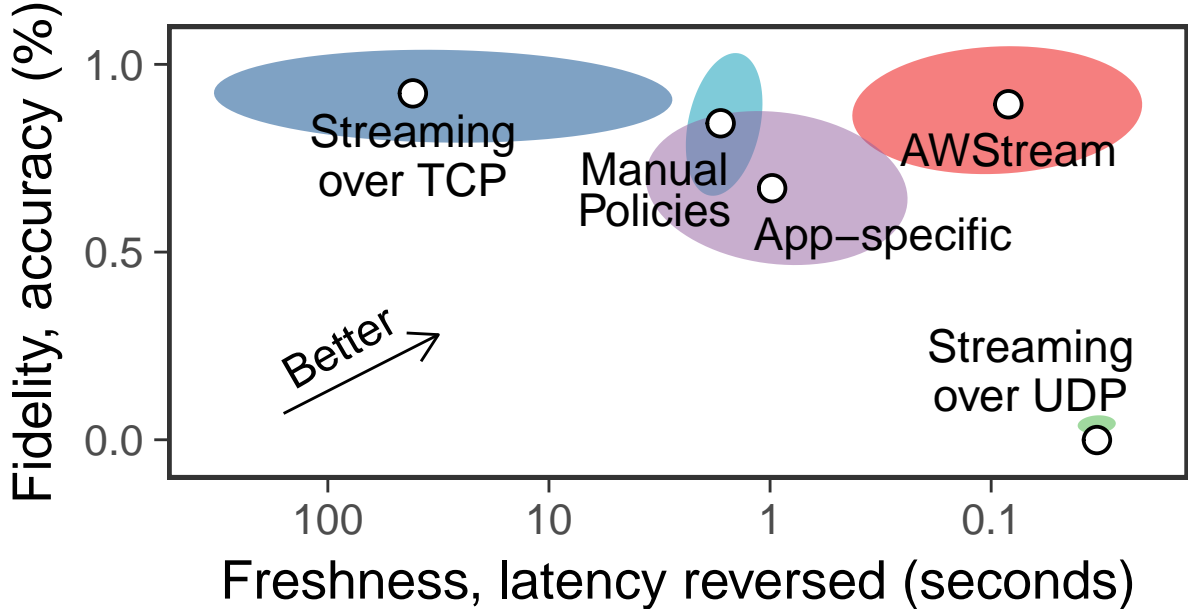 Fidelity, accuracy (%)
1.0
0.5
0.0
Streaming
over TCP
Manual
Policies
App−specific
AWStream
Better
Streaming
over UDP
100
10
1
0.1
Freshness, latency reversed (seconds)